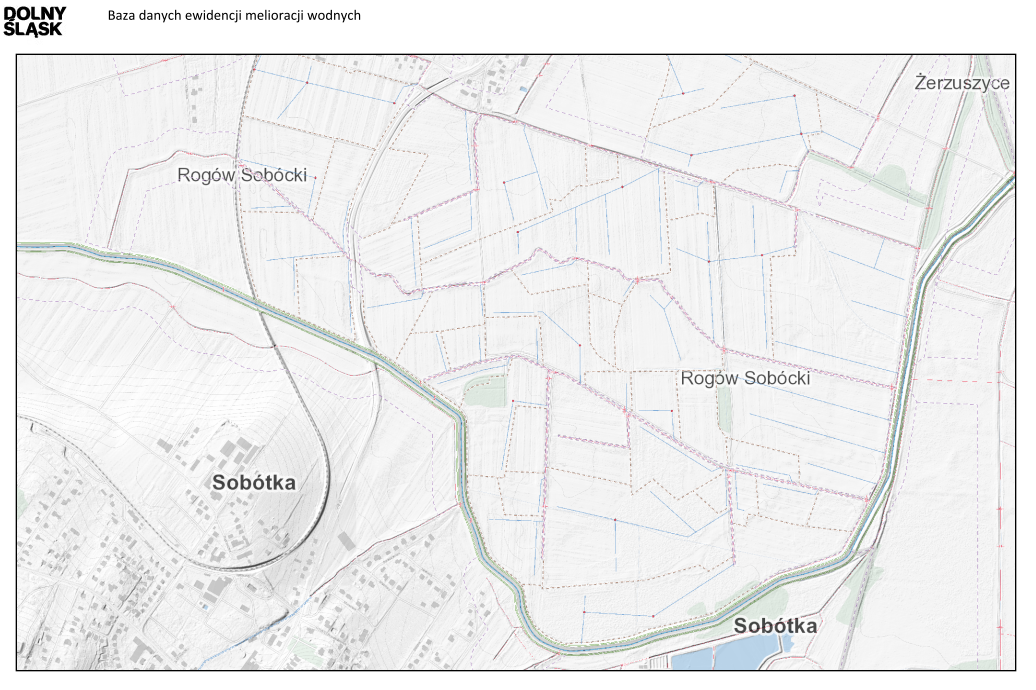 DOLNY
ŚLĄSK
Baza danych ewidencji melioracji wodnych
Żerzuszyce
Rogów Sobócki
Rogów Sobócki
Sobótka
Sobótka